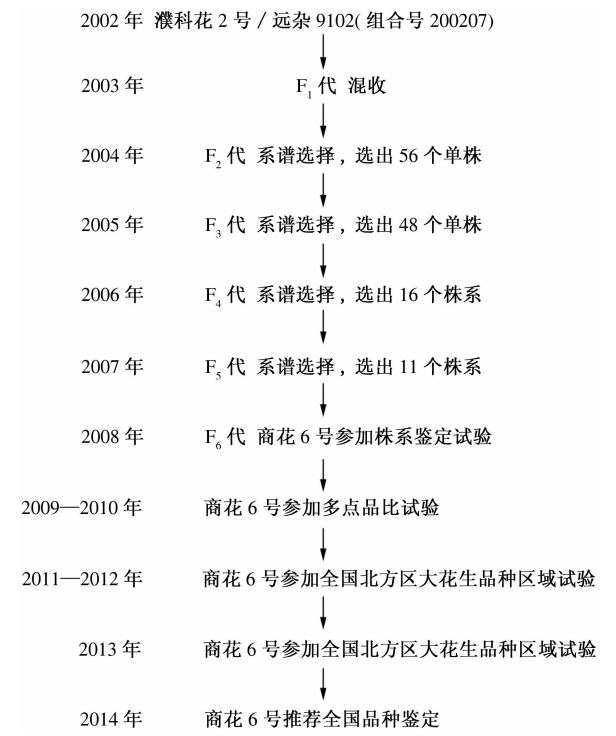 2002 年 濮科花 2 号 / 远杂 9102( 组合号 200207)
2003 年 F1 代 混收
2004 年 F2 代 系谱选择，选出 56 个单株
2005 年 F3 代 系谱选择，选出 48 个单株
2006 年 F4 代 系谱选择，选出 16 个株系
2007 年 F5 代 系谱选择，选出 11 个株系
2008 年 F6 代 商花 6 号参加株系鉴定试验
2009—2010 年 商花 6 号参加多点品比试验
2011—2012 年 商花 6 号参加全国北方区大花生品种区域试验
2013 年 商花 6 号参加全国北方区大花生品种区域试验
2014 年 商花 6 号推荐全国品种鉴定